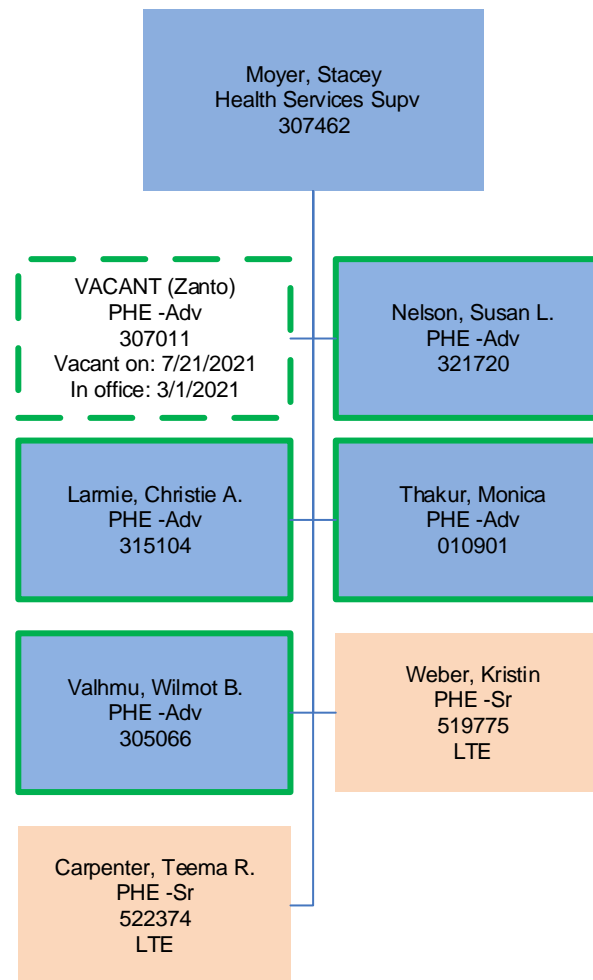 Moyer, Stacey
Health Services Supv
307462
VACANT (Zanto)
PHE -Adv
307011
Vacant on: 7/21/2021
In office: 3/1/2021
Nelson, Susan L.
PHE -Adv
321720
Larmie, Christie A.
PHE -Adv
315104
Thakur, Monica
PHE -Adv
010901
Valhmu, Wilmot B.
PHE -Adv
305066
Weber, Kristin
PHE -Sr
519775
LTE
Carpenter, Teema R.
PHE -Sr
522374
LTE